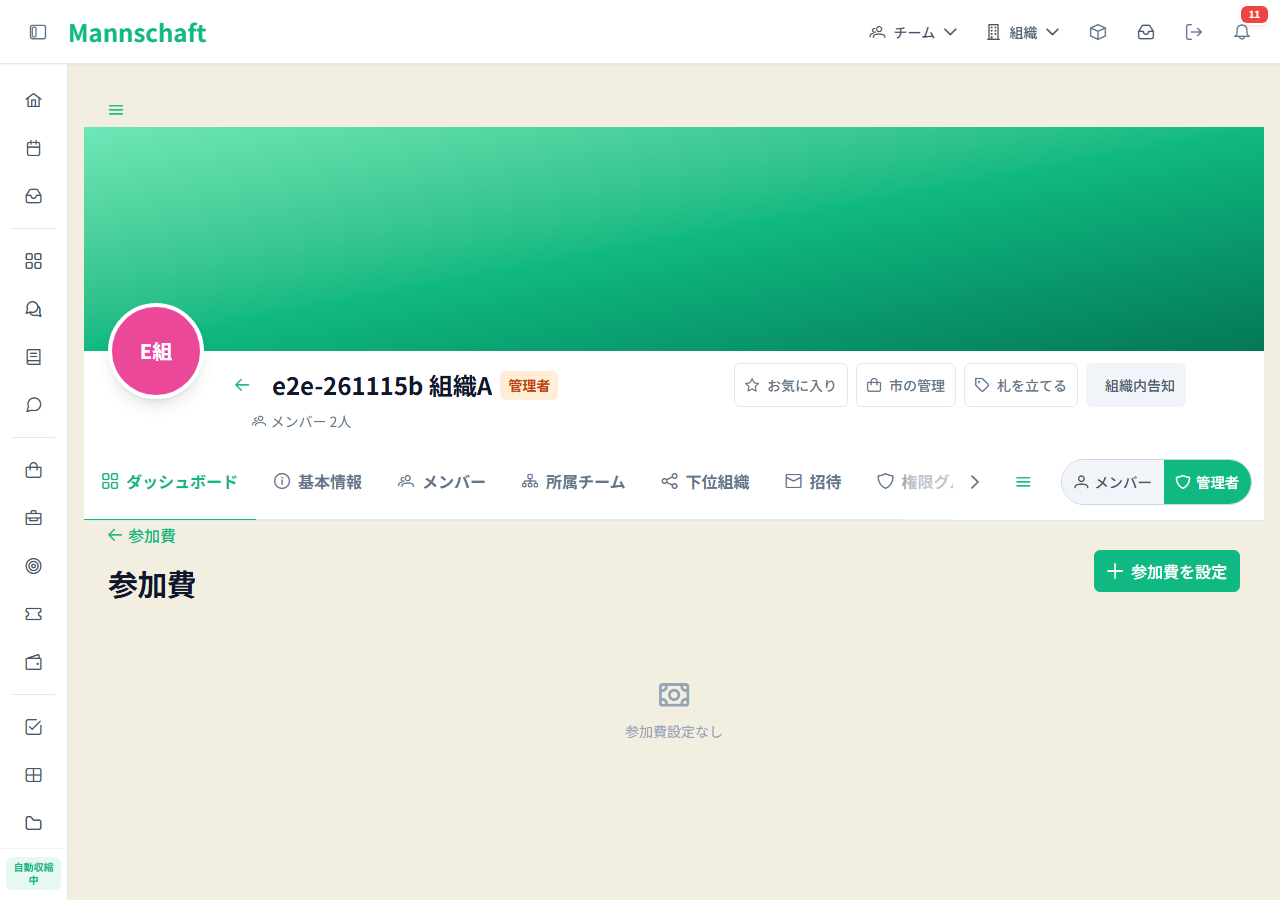 Mannschaft
チーム
組織
11
E組
e2e-261115b 組織A
管理者
お気に入り
市の管理
札を立てる
組織内告知
メンバー 2人
ダッシュボード
基本情報
メンバー
所属チーム
下位組織
招待
権限グ
メンバー
管理者
参加費
参加費
参加費を設定
参加費設定なし
自動収縮
中